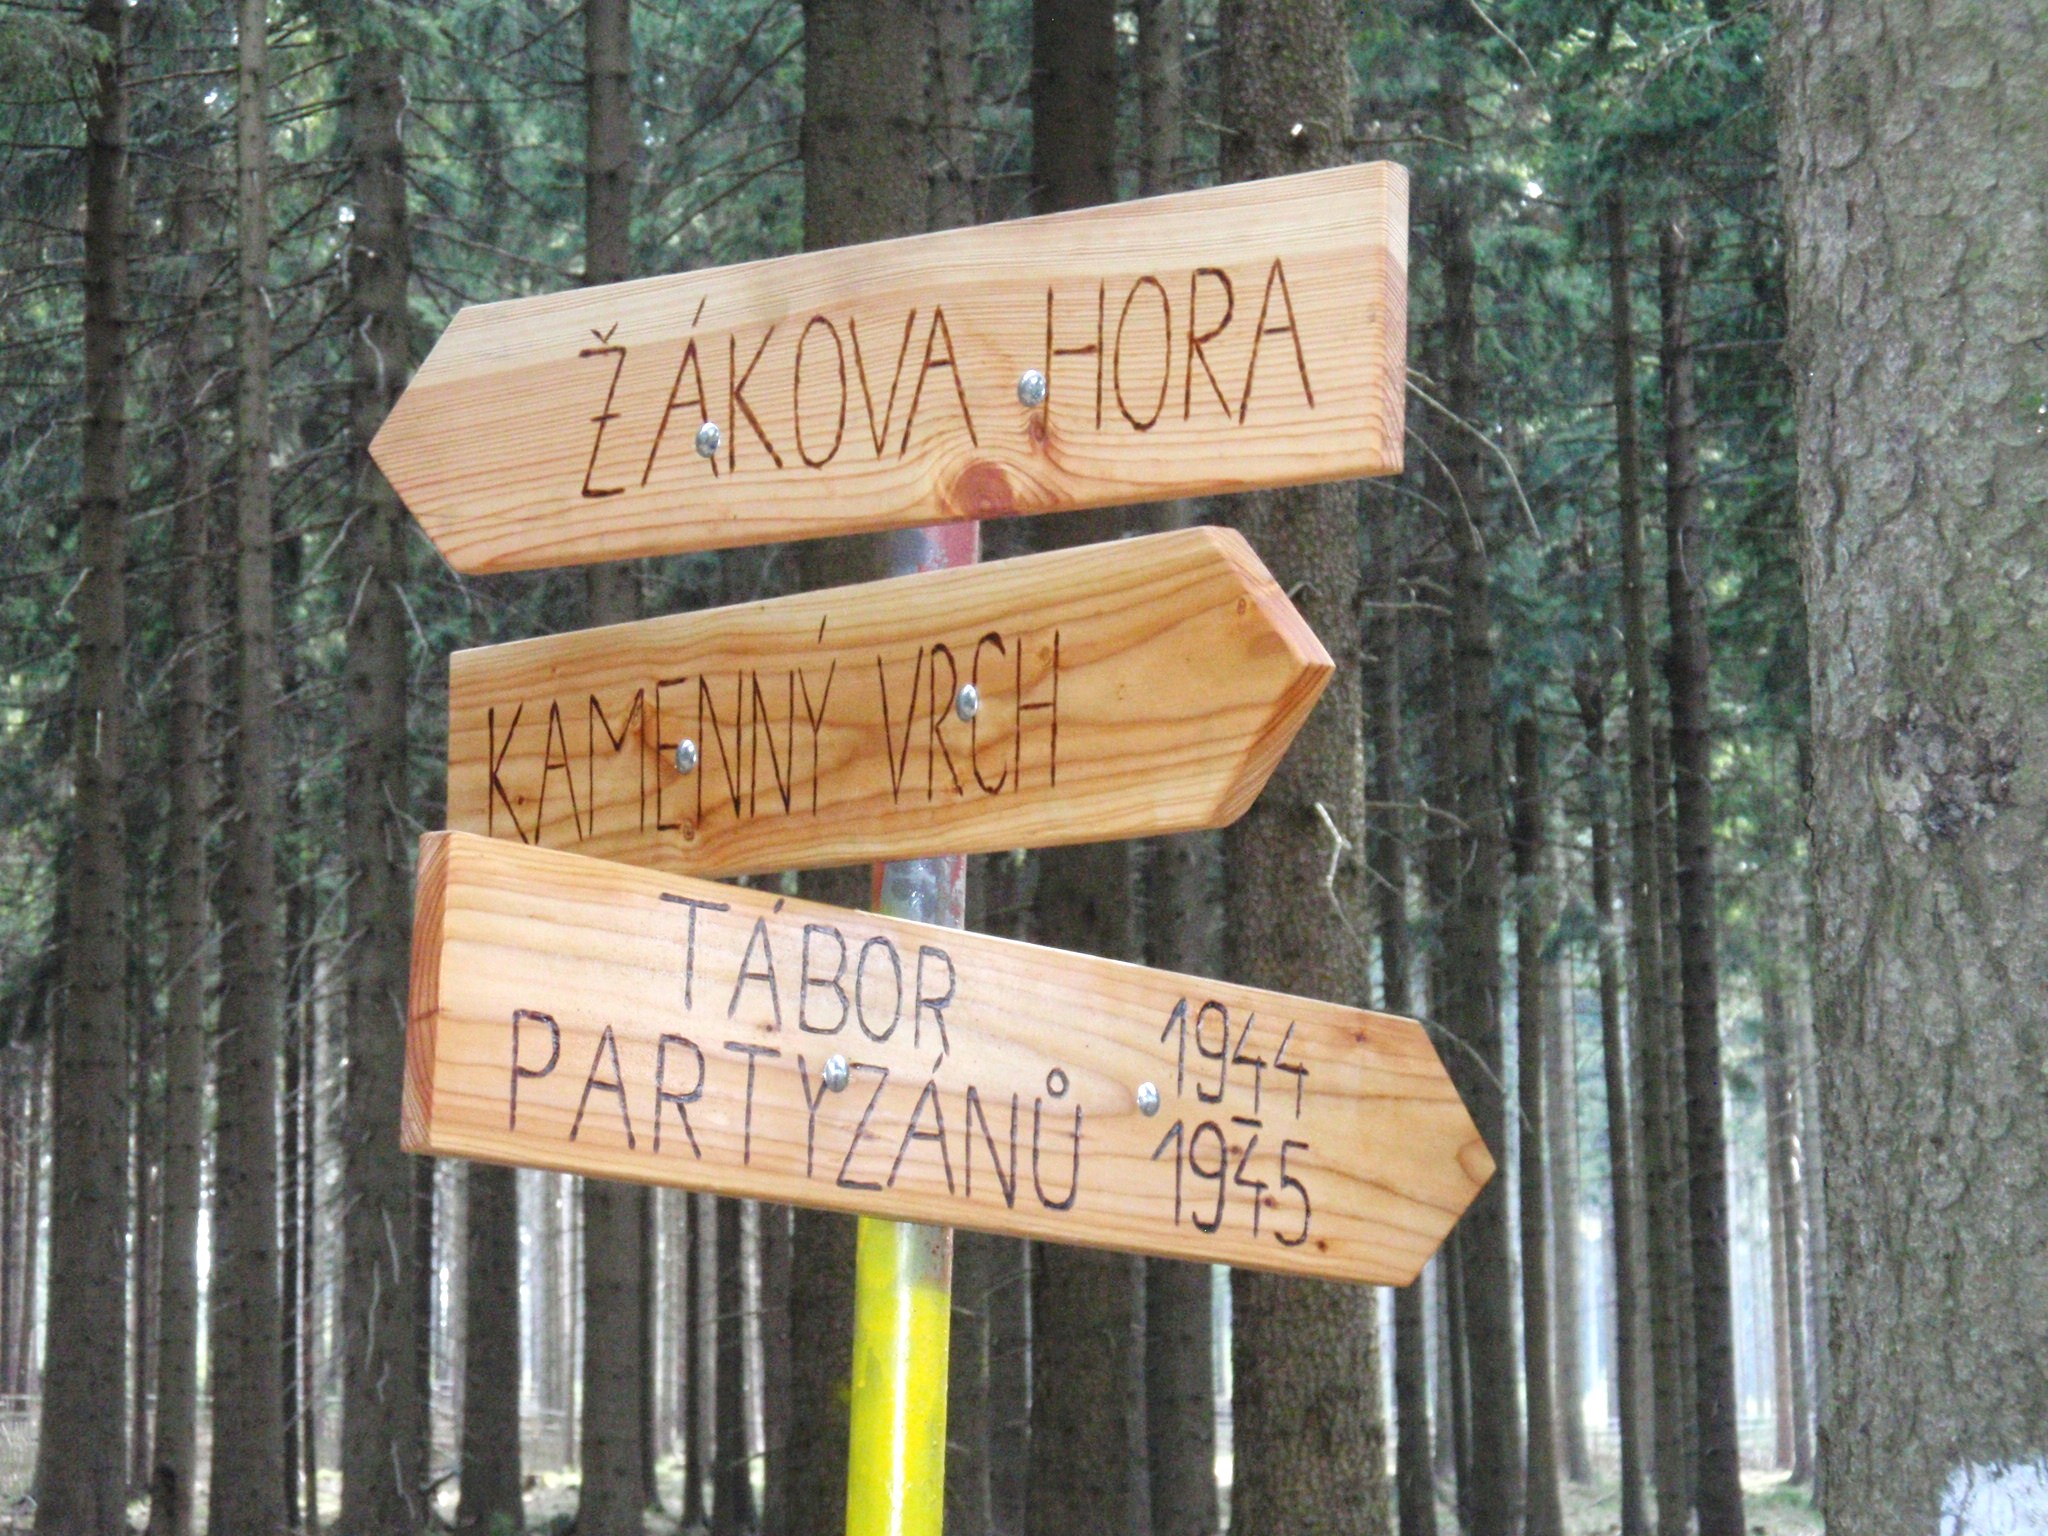 ŽÁKOVA HORA
KAMENNÝ VRCH
TÁBOR
PARTYZÁNŮ
1944
-
1945